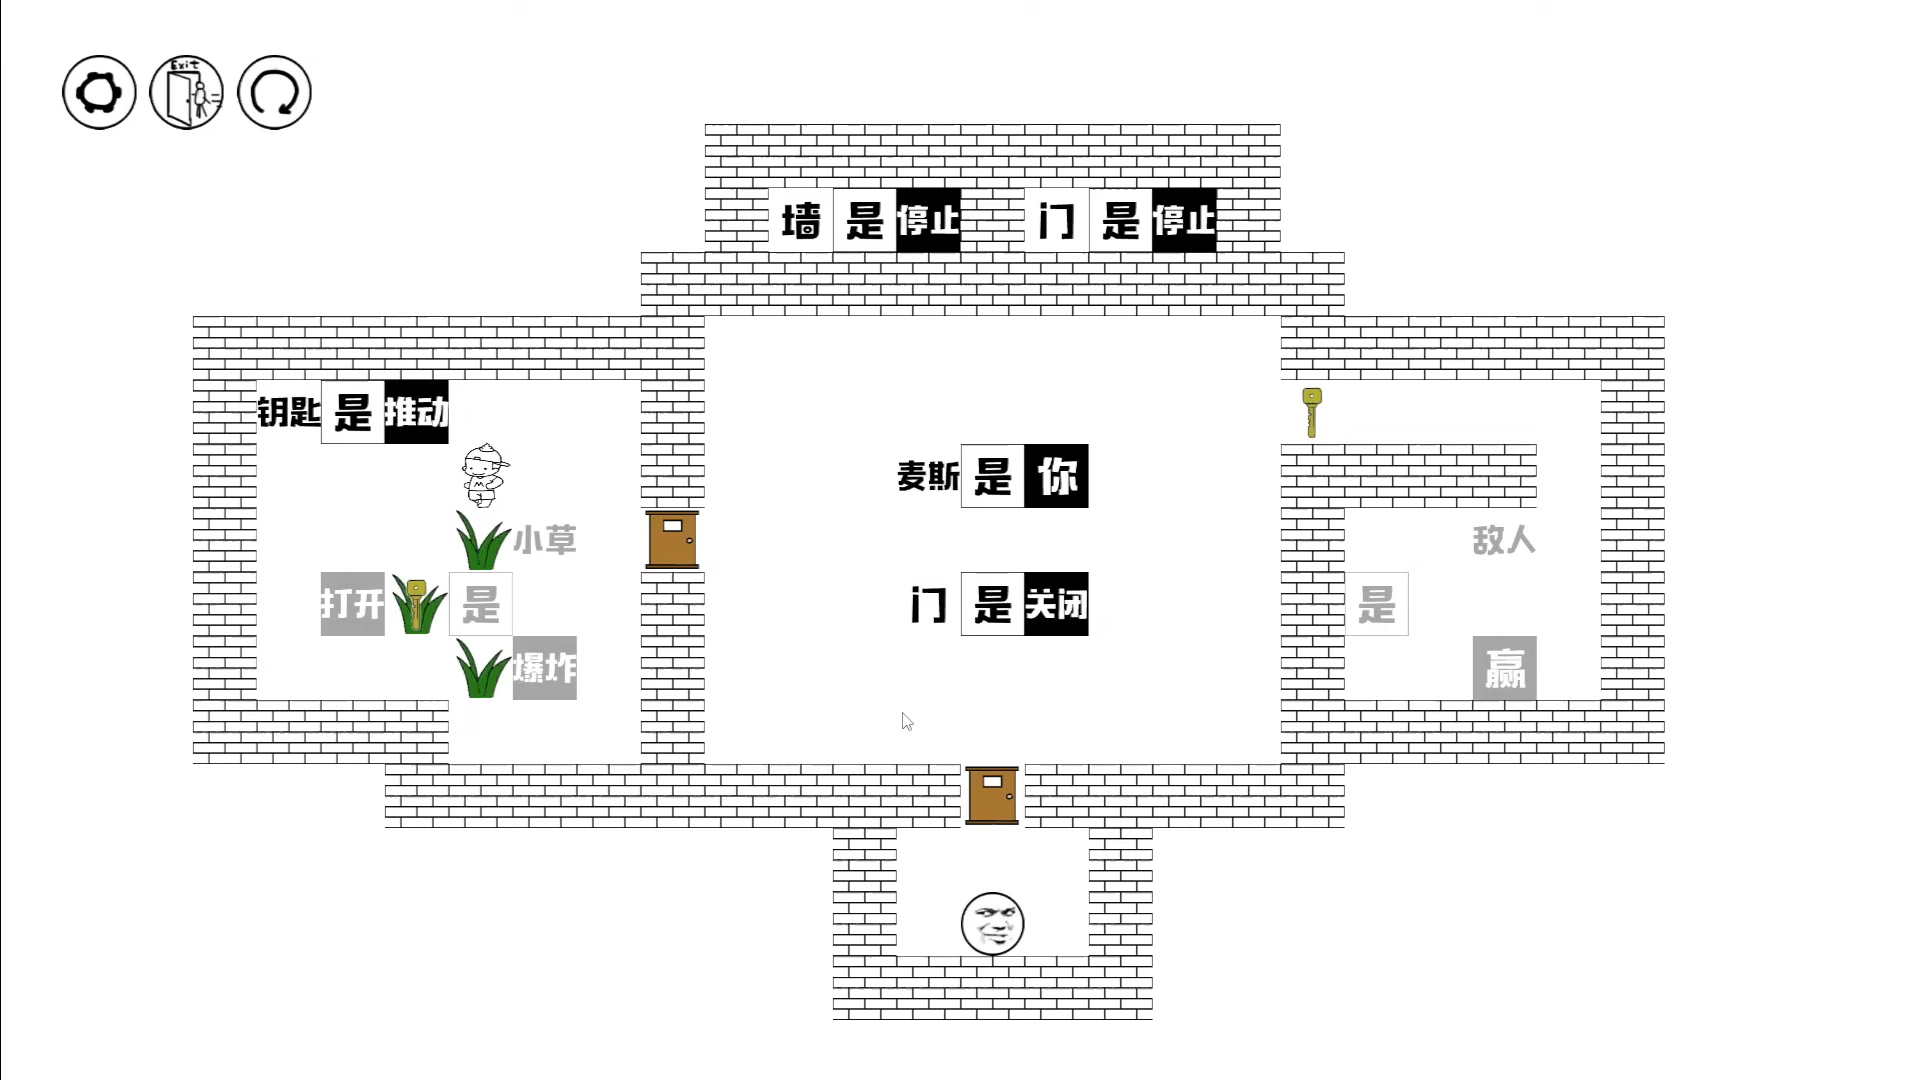 Exit
墙 是 停止 门 是 停止
钥匙 是 推动
麦斯 是 你
小草
敌人
打开 是
门 是 关闭
是
爆炸
赢